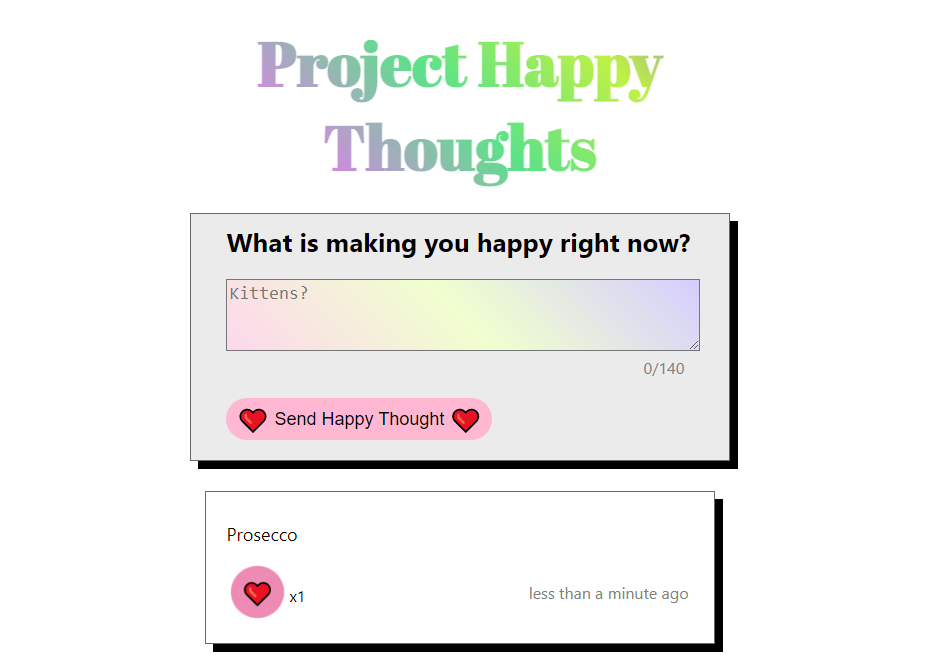 Project Happy
Thoughts
What is making you happy right now?
Kittens?
0/140
Send Happy Thought
Prosecco
x1
less than a minute ago